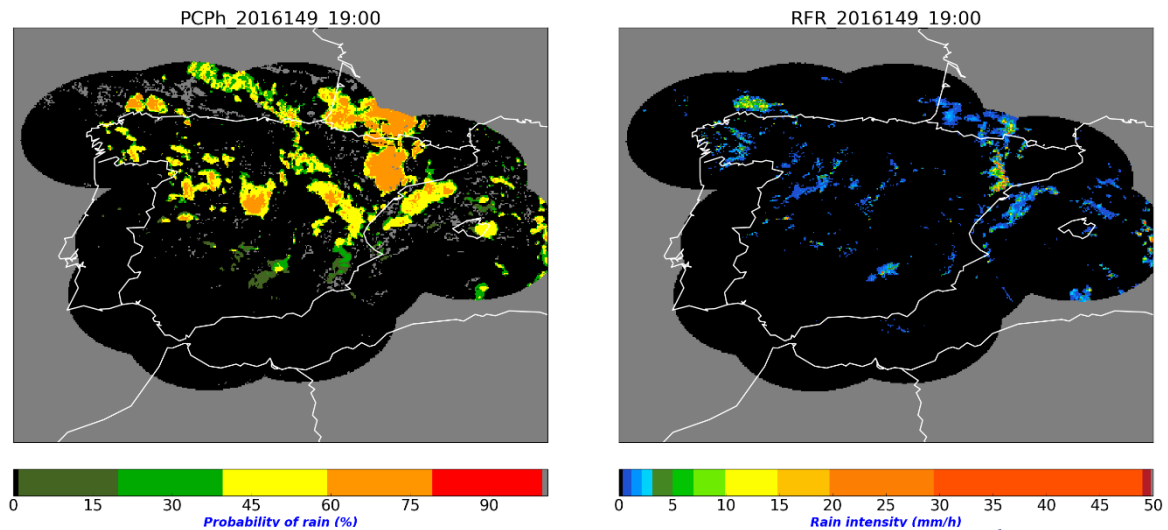 PCPh_2016149_19:00
RFR_2016149_19:00
0 15 30 45 60 75 90
Probability of rain (%)
0 5 10 15 20 25 30 35 40 45 50
Rain intensity (mm/h)